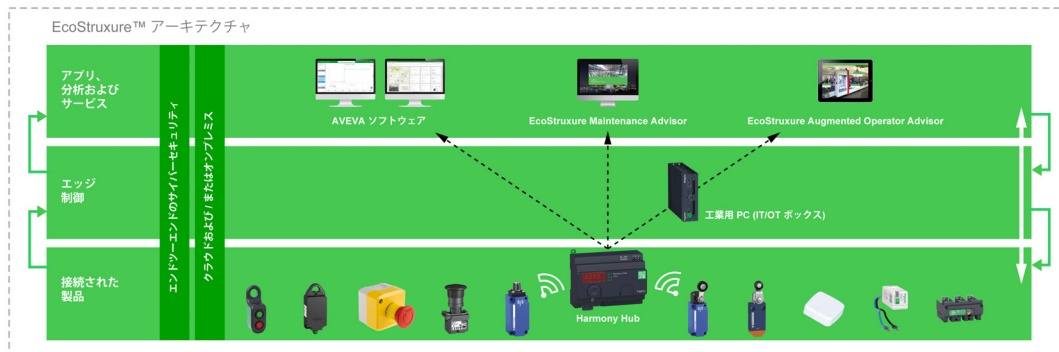 EcoStruxure™ アーキテクチャ
アプリ、
分析および
サービス
エンドツーエンドのサイバーセキュリティ
クラウドおよび / またはオンプレミス
AVEVA ソフトウェア
EcoStruxure Maintenance Advisor
EcoStruxure Augmented Operator Advisor
エッジ
制御
工業用 PC (IT/OT ボックス)
接続された
製品
Harmony Hub